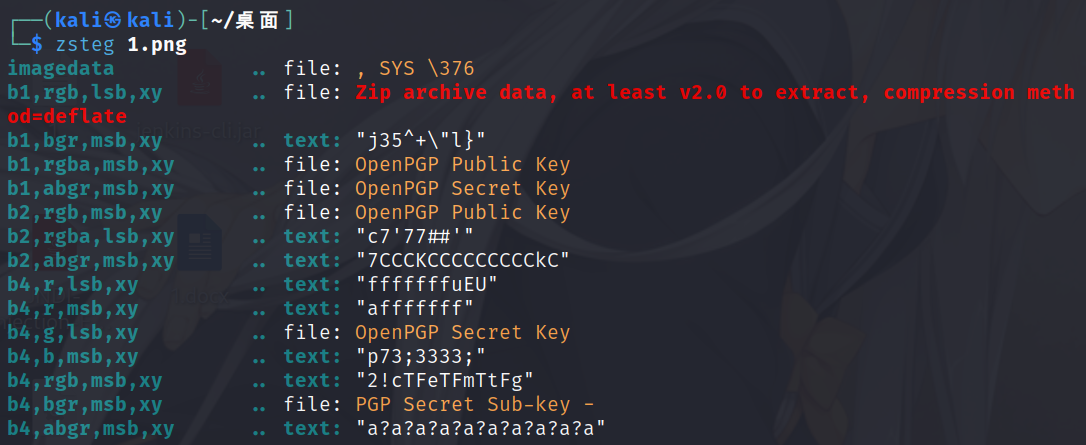 ┌──(kali㉿kali)-[~/桌面]
└─$ zsteg 1.png
imagedata           .. file: , SYS \376
b1,rgb,lsb,xy       .. file: Zip archive data, at least v2.0 to extract, compression meth
od=deflate
b1,bgr,msb,xy       .. text: "j35^+\"l}"
b1,rgba,msb,xy      .. file: OpenPGP Public Key
b1,abgr,msb,xy      .. file: OpenPGP Secret Key
b2,rgb,msb,xy       .. file: OpenPGP Public Key
b2,rgba,lsb,xy      .. text: "c7'77##'"
b2,abgr,msb,xy      .. text: "7CCCKCCCCCCCCCkC"
b4,r,lsb,xy         .. text: "fffffffuEU"
b4,r,msb,xy         .. text: "afffffff"
b4,g,lsb,xy         .. file: OpenPGP Secret Key
b4,b,msb,xy         .. text: "p73;3333;"
b4,rgb,msb,xy       .. text: "2!cTFeTFmTtFg"
b4,bgr,msb,xy       .. file: PGP Secret Sub-key -
b4,abgr,msb,xy      .. text: "a?a?a?a?a?a?a?a?a?a"